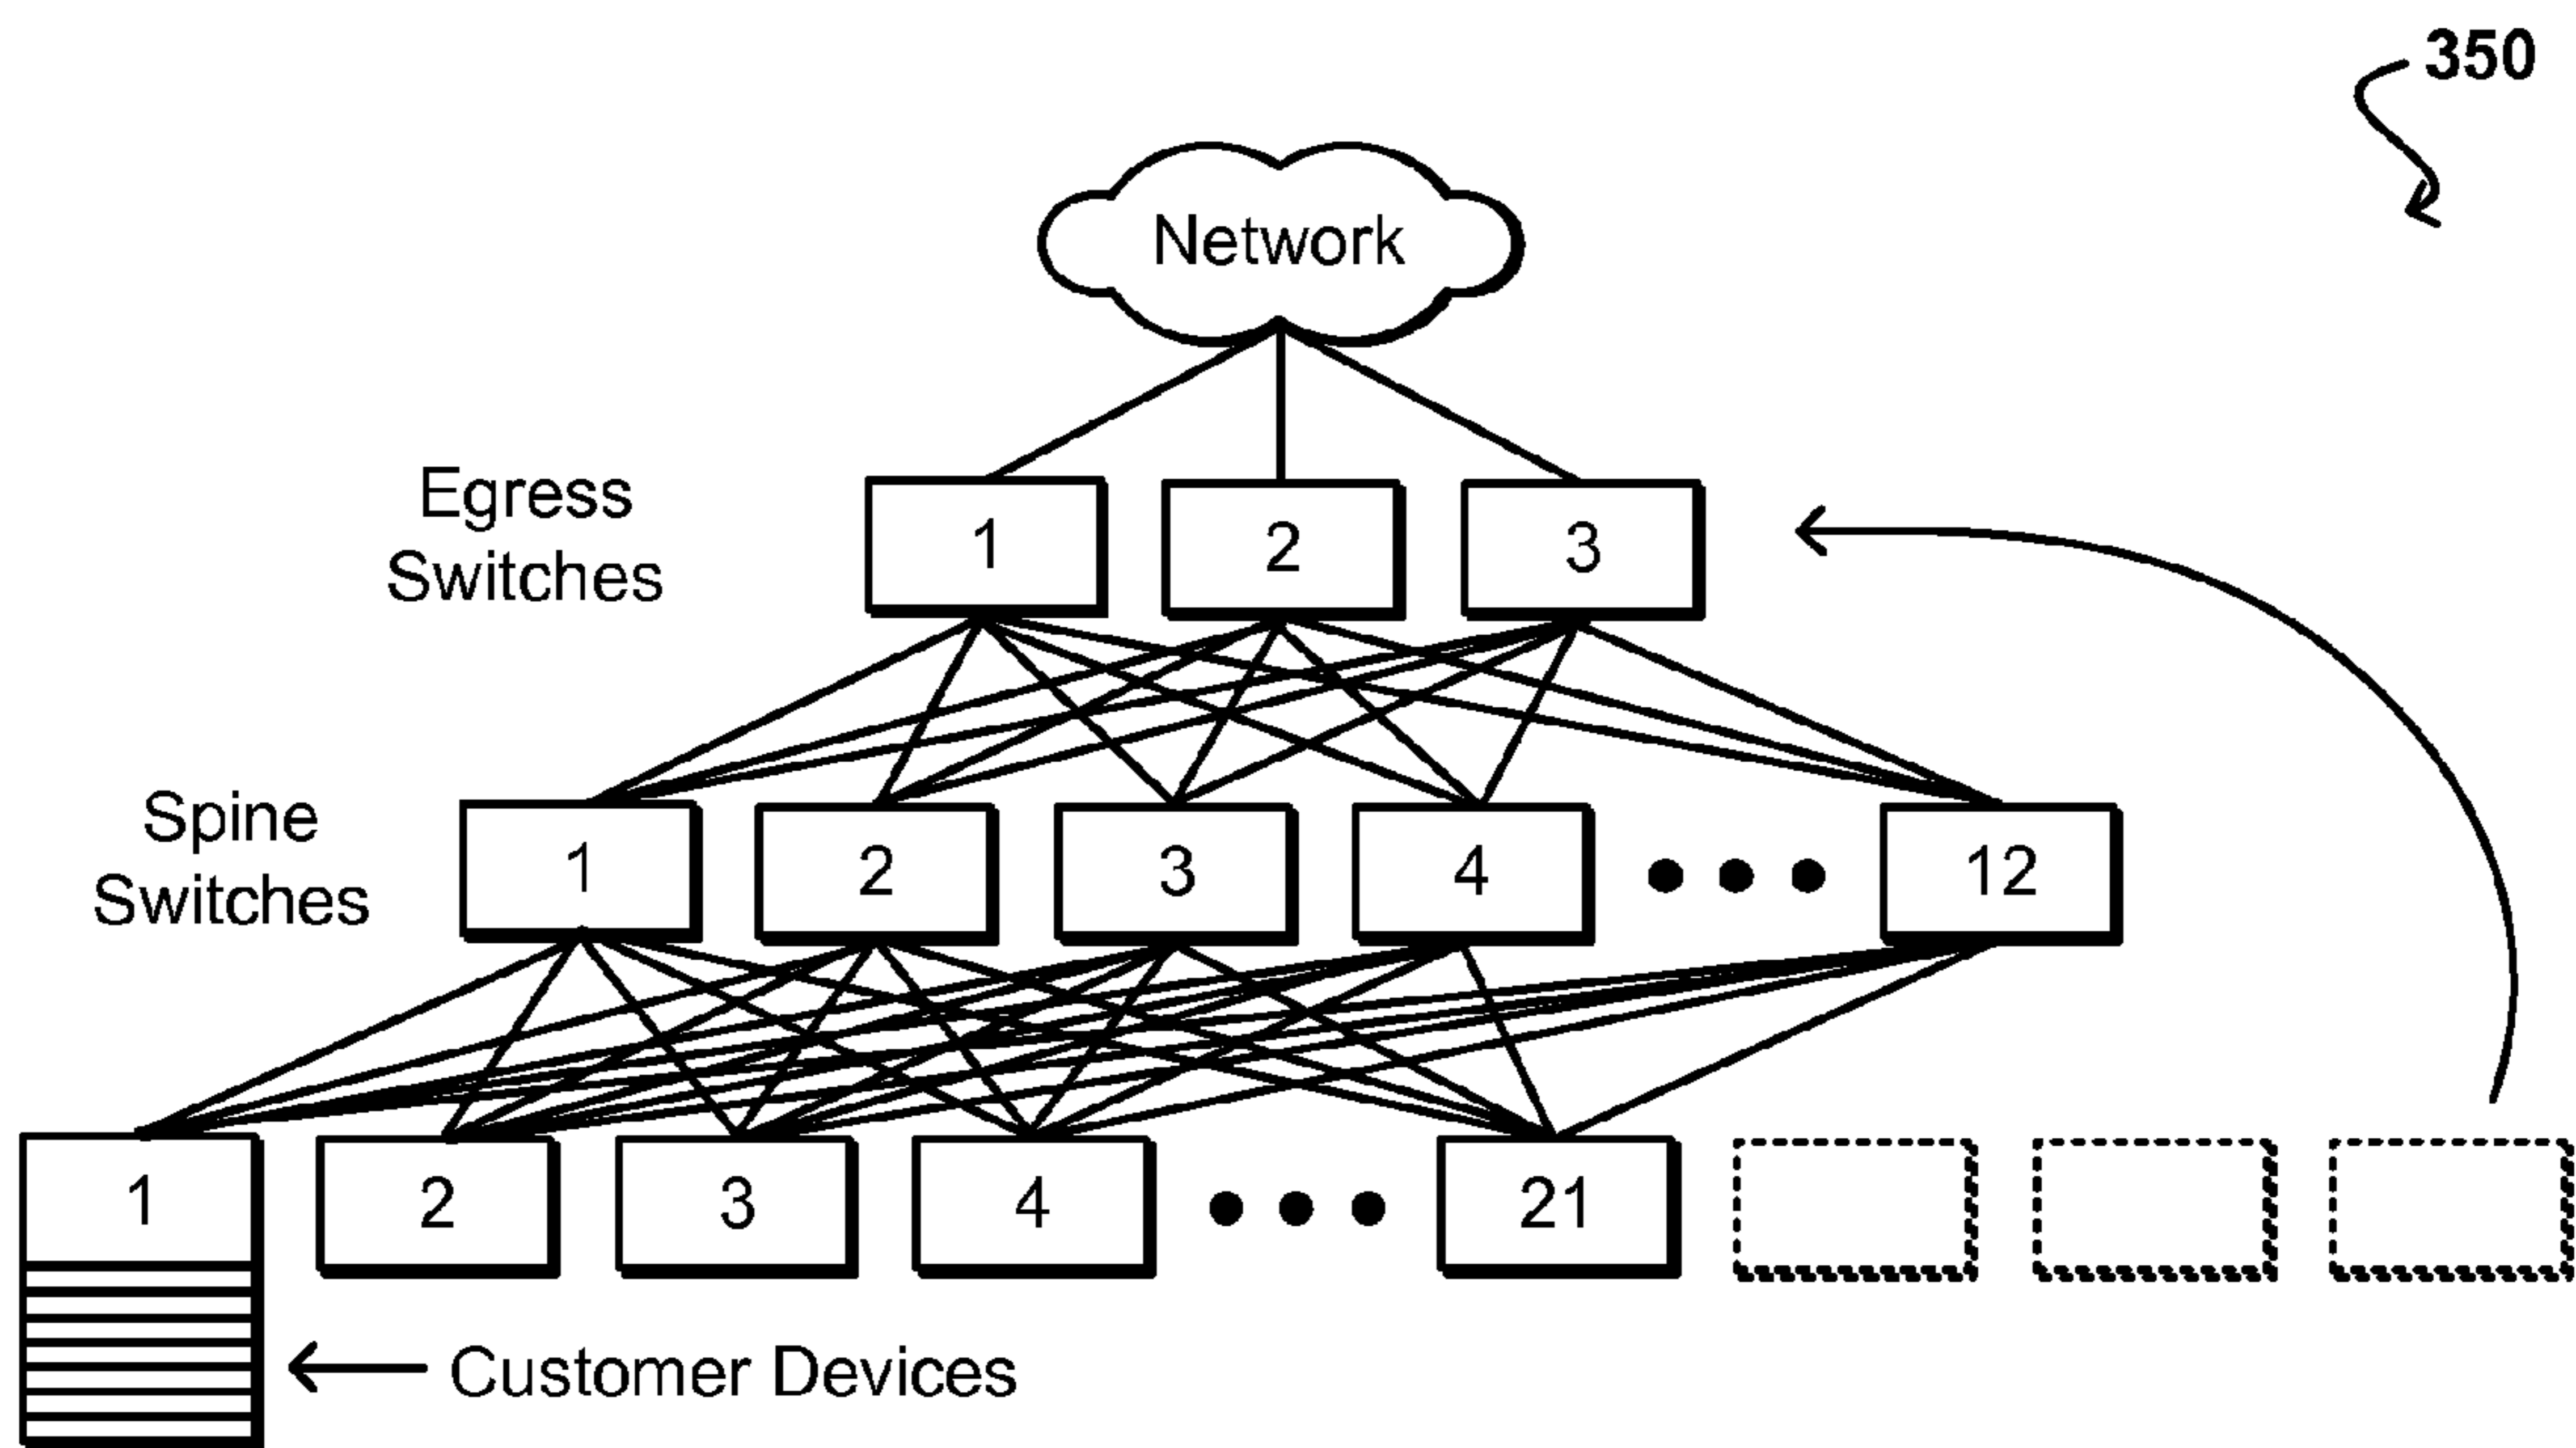 350
Network
Egress
Switches
1
2
3
Spine
Switches
1
2
3
4
12
1
2
3
4
21
Customer Devices